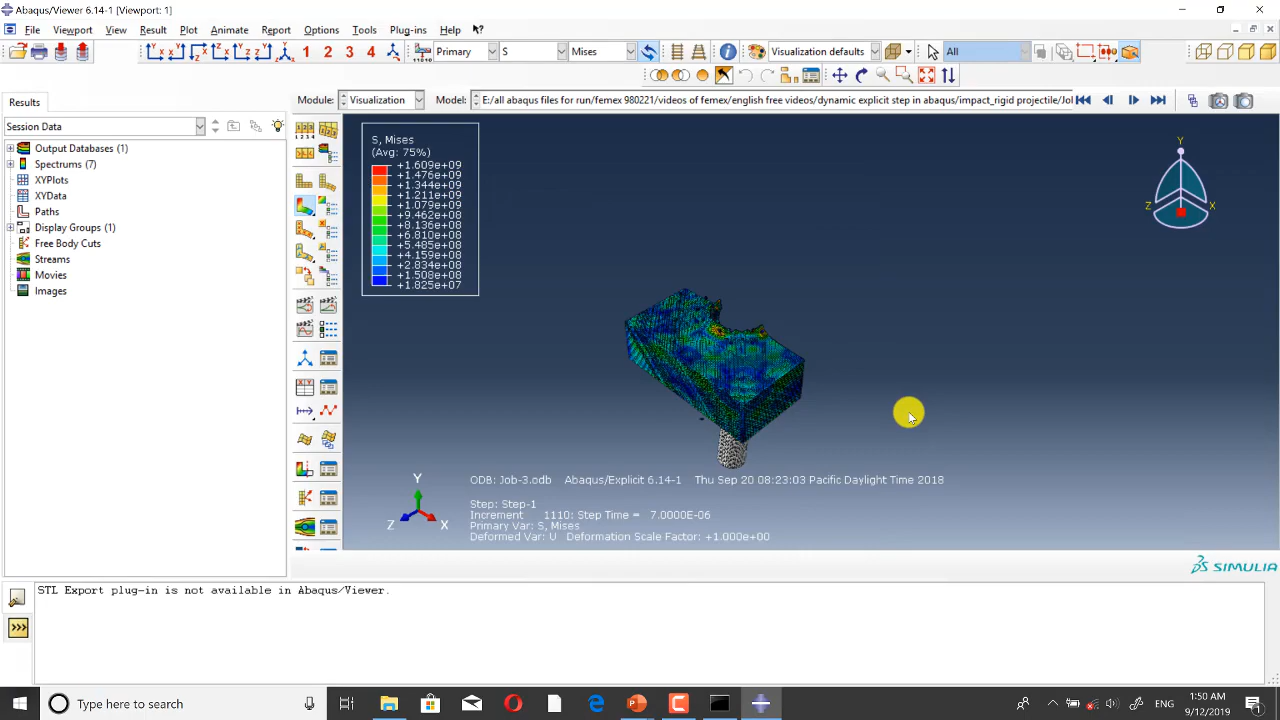 Abaqus/Viewer 6.14-1 [Viewport: 1]
File Viewport View Result Plot Animate Report Options Tools Plug-ins Help
1 2 3 4 Primary S Mises Visualization defaults All
Results
Module: Visualization Model: E:/all abaqus files for run/femex 980221/videos of femex/english free videos/dynamic explicit step in abaqus/impact_rigid projectile/Jol
Session Data
Output Databases (1)
Spectrums (7)
XYPlots
XYData
Paths
Display Groups (1)
Free Body Cuts
Streams
Movies
Images
S, Mises
(Avg: 75%)
+1.609e+09
+1.476e+09
+1.344e+09
+1.211e+09
+1.079e+09
+9.462e+08
+8.136e+08
+6.810e+08
+5.485e+08
+4.159e+08
+2.834e+08
+1.508e+08
+1.825e+07
Y
Z X
Y
Z X
ODB: Job-3.odb Abaqus/Explicit 6.14-1 Thu Sep 20 08:23:03 Pacific Daylight Time 2018
Step: Step-1
Increment 1110: Step Time = 7.0000E-06
Primary Var: S, Mises
Deformed Var: U Deformation Scale Factor: +1.000e+00
SIMULIA
STL Export plug-in is not available in Abaqus/Viewer.
>>>
Type here to search
ENG
1:50 AM
9/12/2019